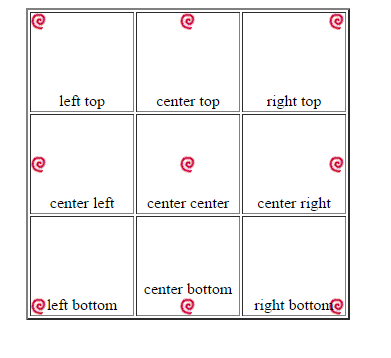 left top
center top
right top
center left
center center
center right
left bottom
center bottom
right bottom